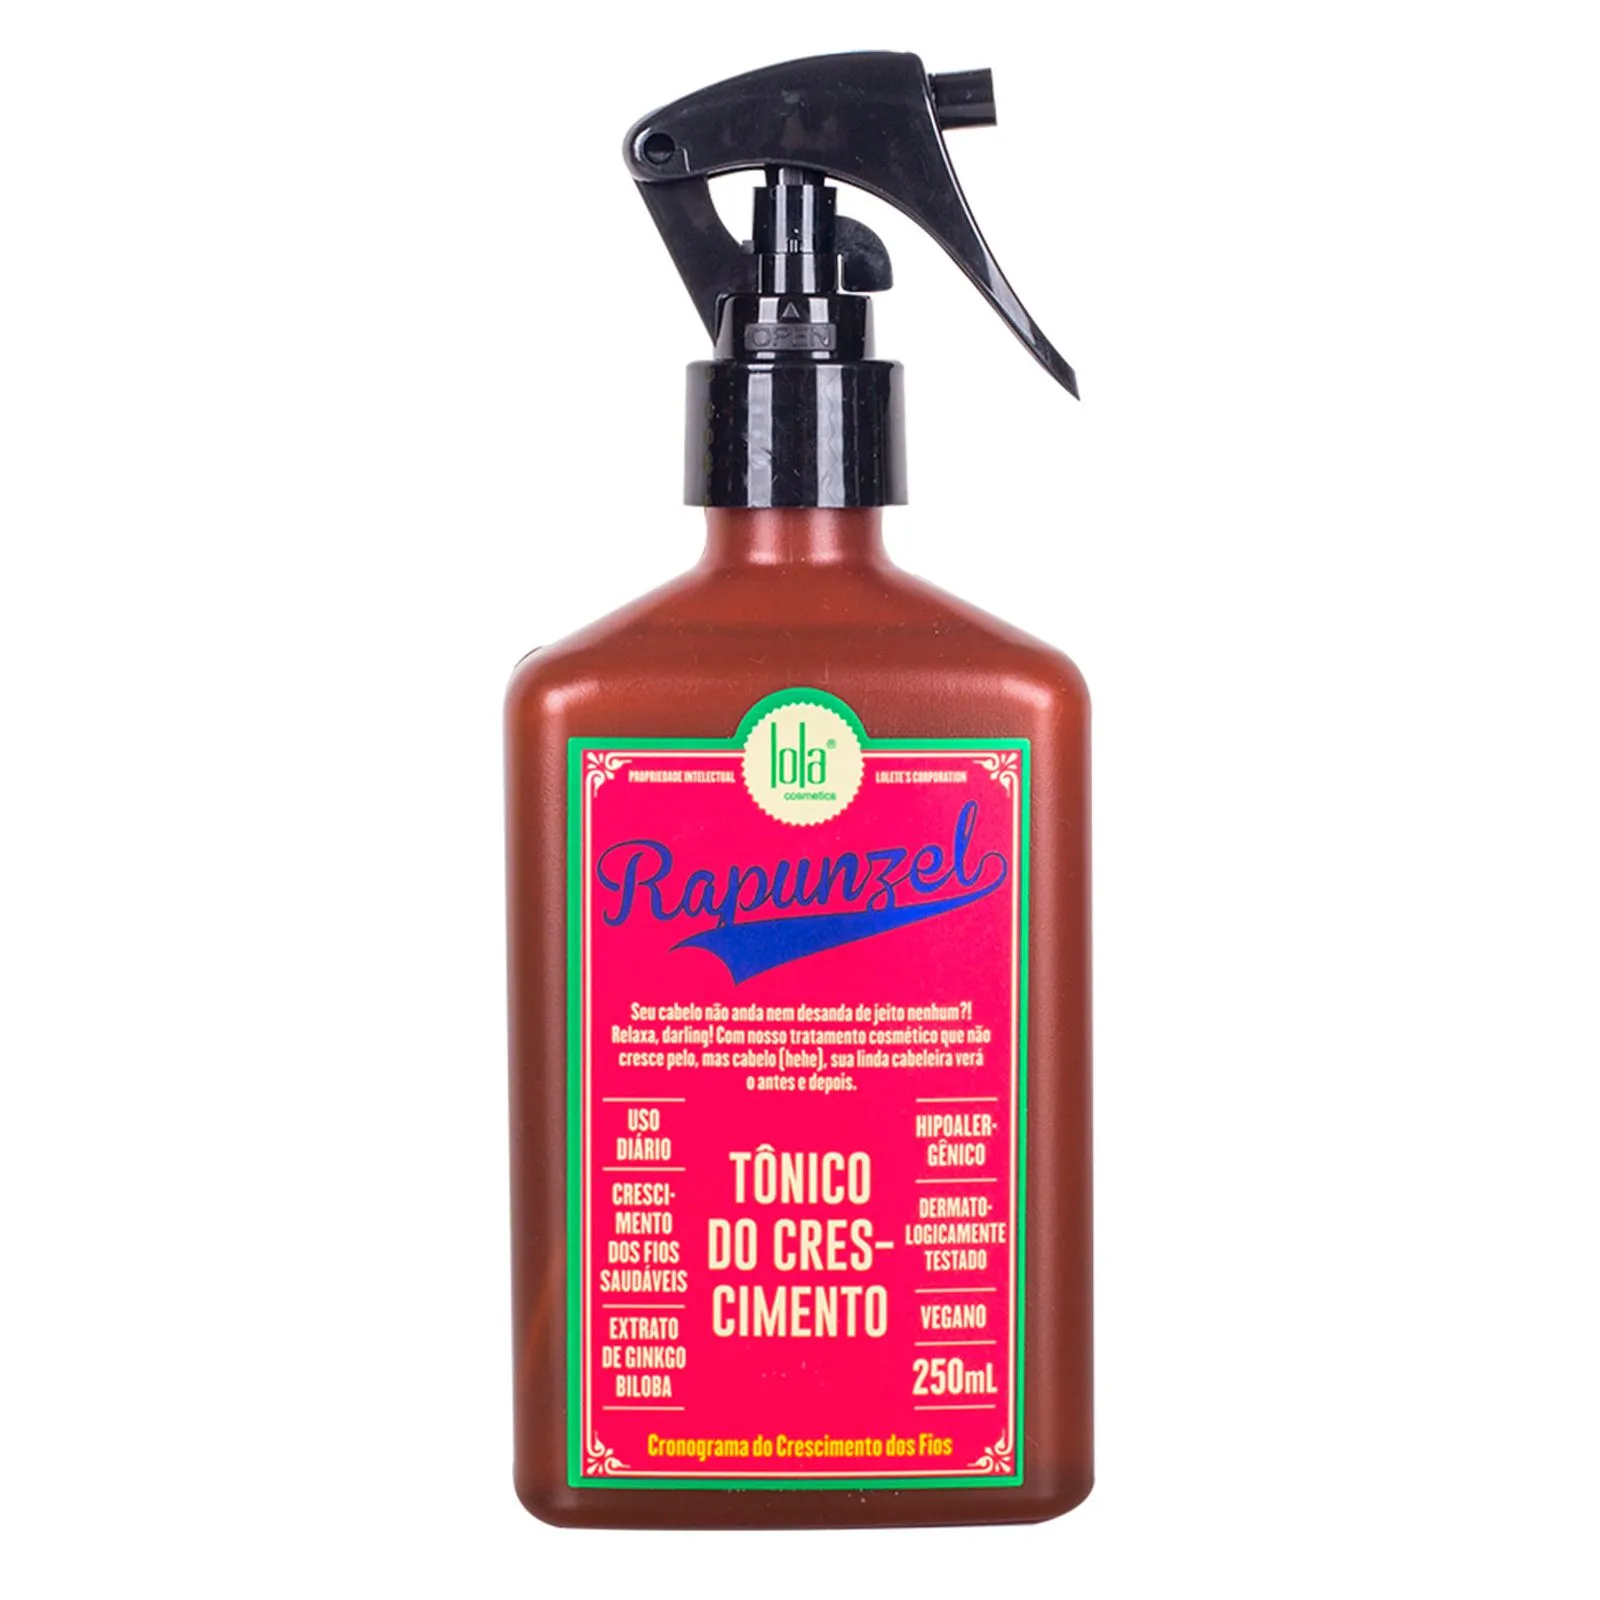 OPEN
lola®
cosmetics
PROPRIEDADE INTELECTUAL
LOLETE'S CORPORATION
Rapunzel
Seu cabelo não anda nem desanda de jeito nenhum?!
Relaxa, darling! Com nosso tratamento cosmético que não
cresce pelo, mas cabelo (hehe), sua linda cabeleira verá
o antes e depois.
USO
DIÁRIO
CRESCI-
MENTO
DOS FIOS
SAUDÁVEIS
EXTRATO
DE GINKGO
BILOBA
TÔNICO
DO CRES-
CIMENTO
HIPOALER-
GÊNICO
DERMATO-
LOGICAMENTE
TESTADO
VEGANO
250mL
Cronograma do Crescimento dos Fios